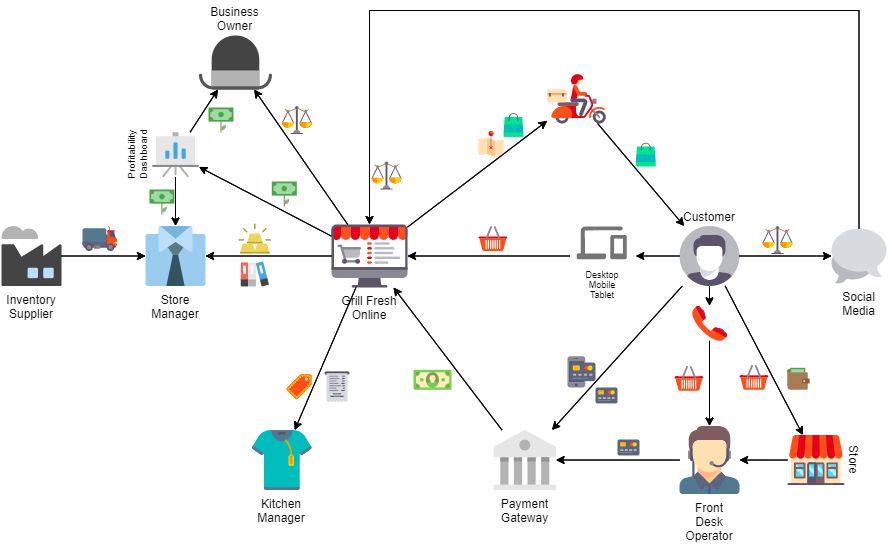 Business
Owner
Profitability
Dashboard
Customer
Inventory
Supplier
Store
Manager
Grill Fresh
Online
Desktop
Mobile
Tablet
Social
Media
Store
Kitchen
Manager
Payment
Gateway
Front
Desk
Operator